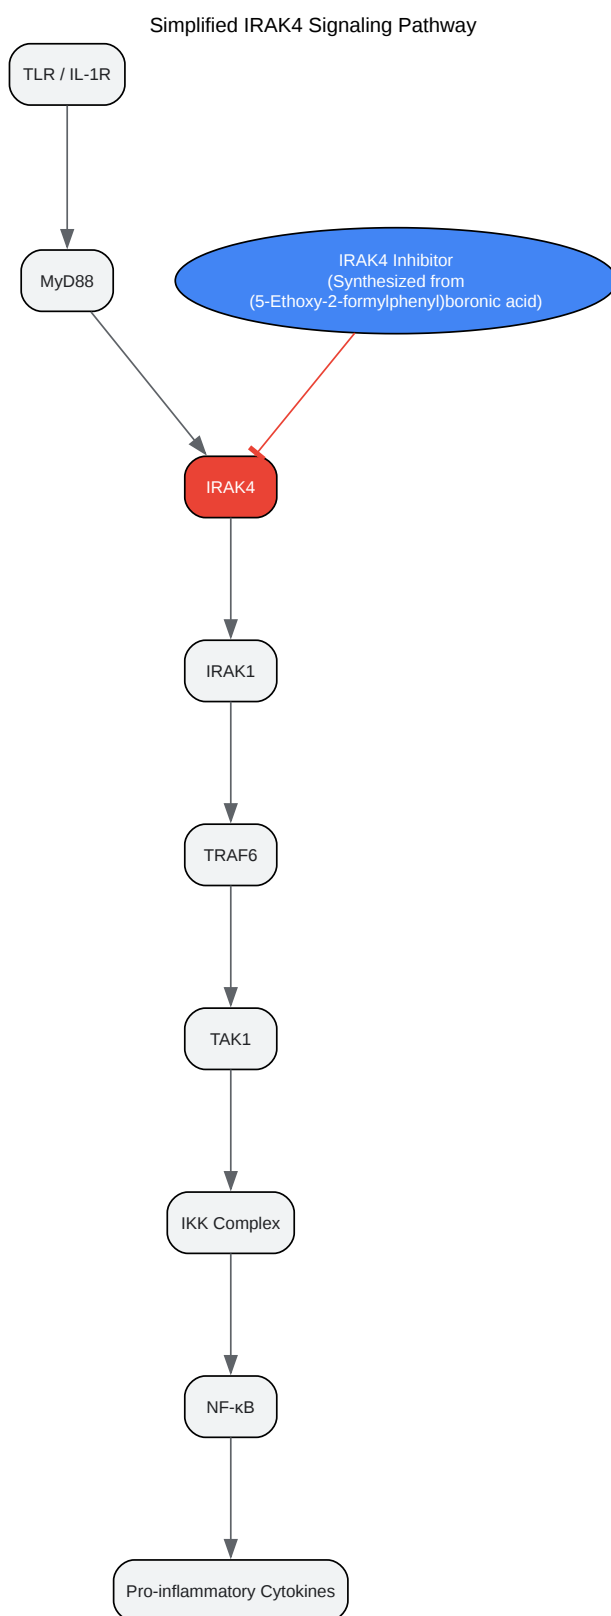 Simplified IRAK4 Signaling Pathway
TLR / IL-1R
MyD88
IRAK4 Inhibitor
(Synthesized from
(5-Ethoxy-2-formylphenyl)boronic acid)
IRAK4
IRAK1
TRAF6
TAK1
IKK Complex
NF-κB
Pro-inflammatory Cytokines